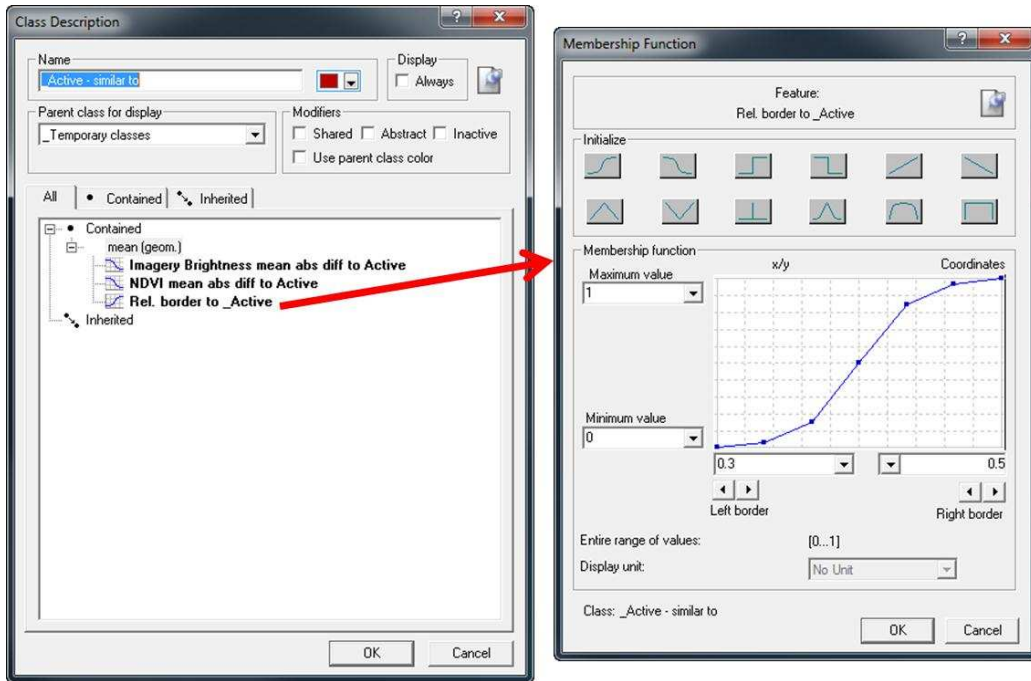 Class Description
Name
_Active - similar to
Display
Always
Parent class for display
_Temporary classes
Modifiers
Shared Abstract Inactive
Use parent class color
All Contained Inherited
Contained
mean (geom.)
Imagery Brightness mean abs diff to Active
NDVI mean abs diff to Active
Rel. border to _Active
Inherited
OK Cancel
Membership Function
Feature:
Rel. border to _Active
Initialize
Membership function
Maximum value x/y Coordinates
1
Minimum value
0
0.3 0.5
Left border Right border
Entire range of values: [0...1]
Display unit: No Unit
Class: _Active - similar to
OK Cancel